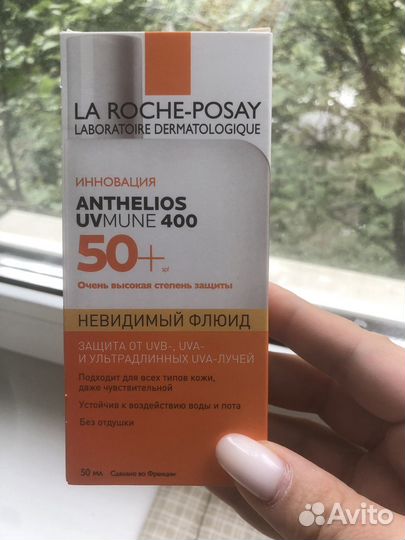 LA ROCHE-POSAY
LABORATOIRE DERMATOLOGIQUE
ИННОВАЦИЯ
ANTHELIOS
UVMUNE 400
50+
spf
Очень высокая степень защиты
НЕВИДИМЫЙ ФЛЮИД
ЗАЩИТА ОТ UVB-, UVA-
И УЛЬТРАДЛИННЫХ UVA-ЛУЧЕЙ
Подходит для всех типов кожи,
даже чувствительной
Устойчив к воздействию воды и пота
Без отдушки
50 мл Сделано во Франции
Avito